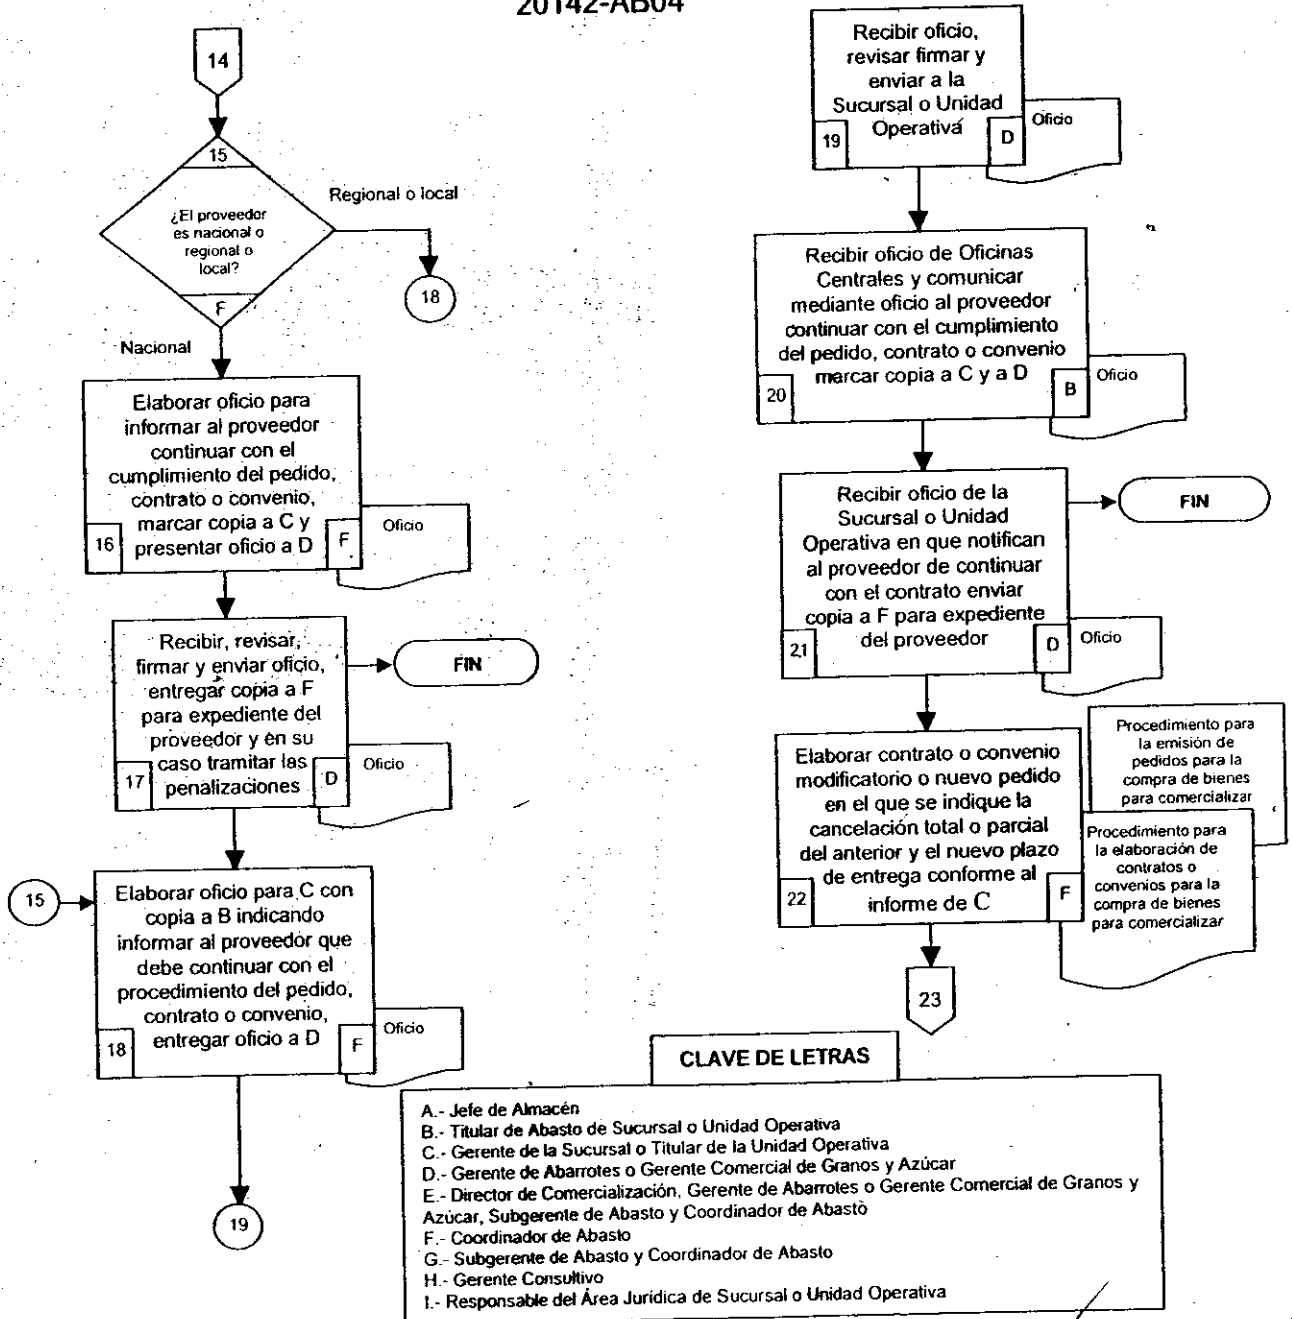 20142-AB04
14
15
¿El proveedor
es nacional o
regional o
local?
F
Regional o local
18
Nacional
Elaborar oficio para
informar al proveedor
continuar con el
cumplimiento del pedido,
contrato o convenio,
marcar copia a C y
presentar oficio a D
16
F
Oficio
Recibir, revisar,
firmar y enviar oficio,
entregar copia a F
para expediente del
proveedor y en su
caso tramitar las
penalizaciones
17
D
Oficio
FIN
15
Elaborar oficio para C con
copia a B indicando
informar al proveedor que
debe continuar con el
procedimiento del pedido,
contrato o convenio,
entregar oficio a D
18
F
Oficio
19
Recibir oficio,
revisar firmar y
enviar a la
Sucursal o Unidad
Operativa
19
D
Oficio
Recibir oficio de Oficinas
Centrales y comunicar
mediante oficio al proveedor
continuar con el cumplimiento
del pedido, contrato o convenio
marcar copia a C y a D
20
B
Oficio
Recibir oficio de la
Sucursal o Unidad
Operativa en que notifican
al proveedor de continuar
con el contrato enviar
copia a F para expediente
del proveedor
21
D
Oficio
FIN
Elaborar contrato o convenio
modificatorio o nuevo pedido
en el que se indique la
cancelación total o parcial
del anterior y el nuevo plazo
de entrega conforme al
informe de C
22
F
Procedimiento para
la emisión de
pedidos para la
compra de bienes
para comercializar
Procedimiento para
la elaboración de
contratos o
convenios para la
compra de bienes
para comercializar
23
CLAVE DE LETRAS
A.- Jefe de Almacén
B.- Titular de Abasto de Sucursal o Unidad Operativa
C.- Gerente de la Sucursal o Titular de la Unidad Operativa
D.- Gerente de Abarrotes o Gerente Comercial de Granos y Azúcar
E.- Director de Comercialización, Gerente de Abarrotes o Gerente Comercial de Granos y
Azúcar, Subgerente de Abasto y Coordinador de Abasto
F.- Coordinador de Abasto
G.- Subgerente de Abasto y Coordinador de Abasto
H.- Gerente Consultivo
I.- Responsable del Área Jurídica de Sucursal o Unidad Operativa